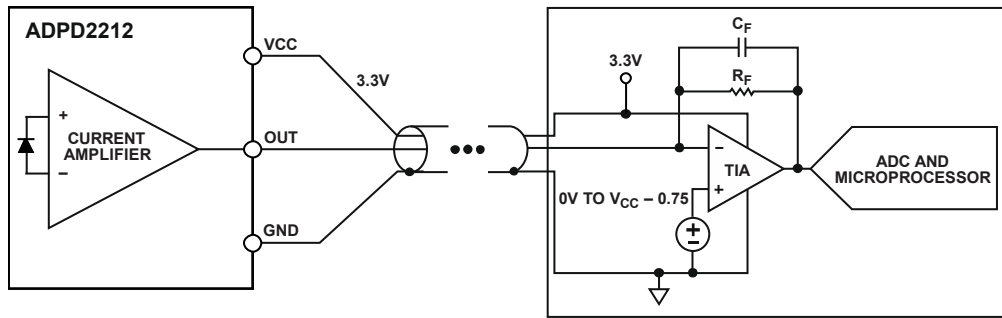 ADPD2212
VCC
3.3V
+
CURRENT
AMPLIFIER
−
OUT
GND
3.3V
C_F
R_F
−
TIA
+
0V TO V_CC – 0.75
+
−
ADC AND
MICROPROCESSOR